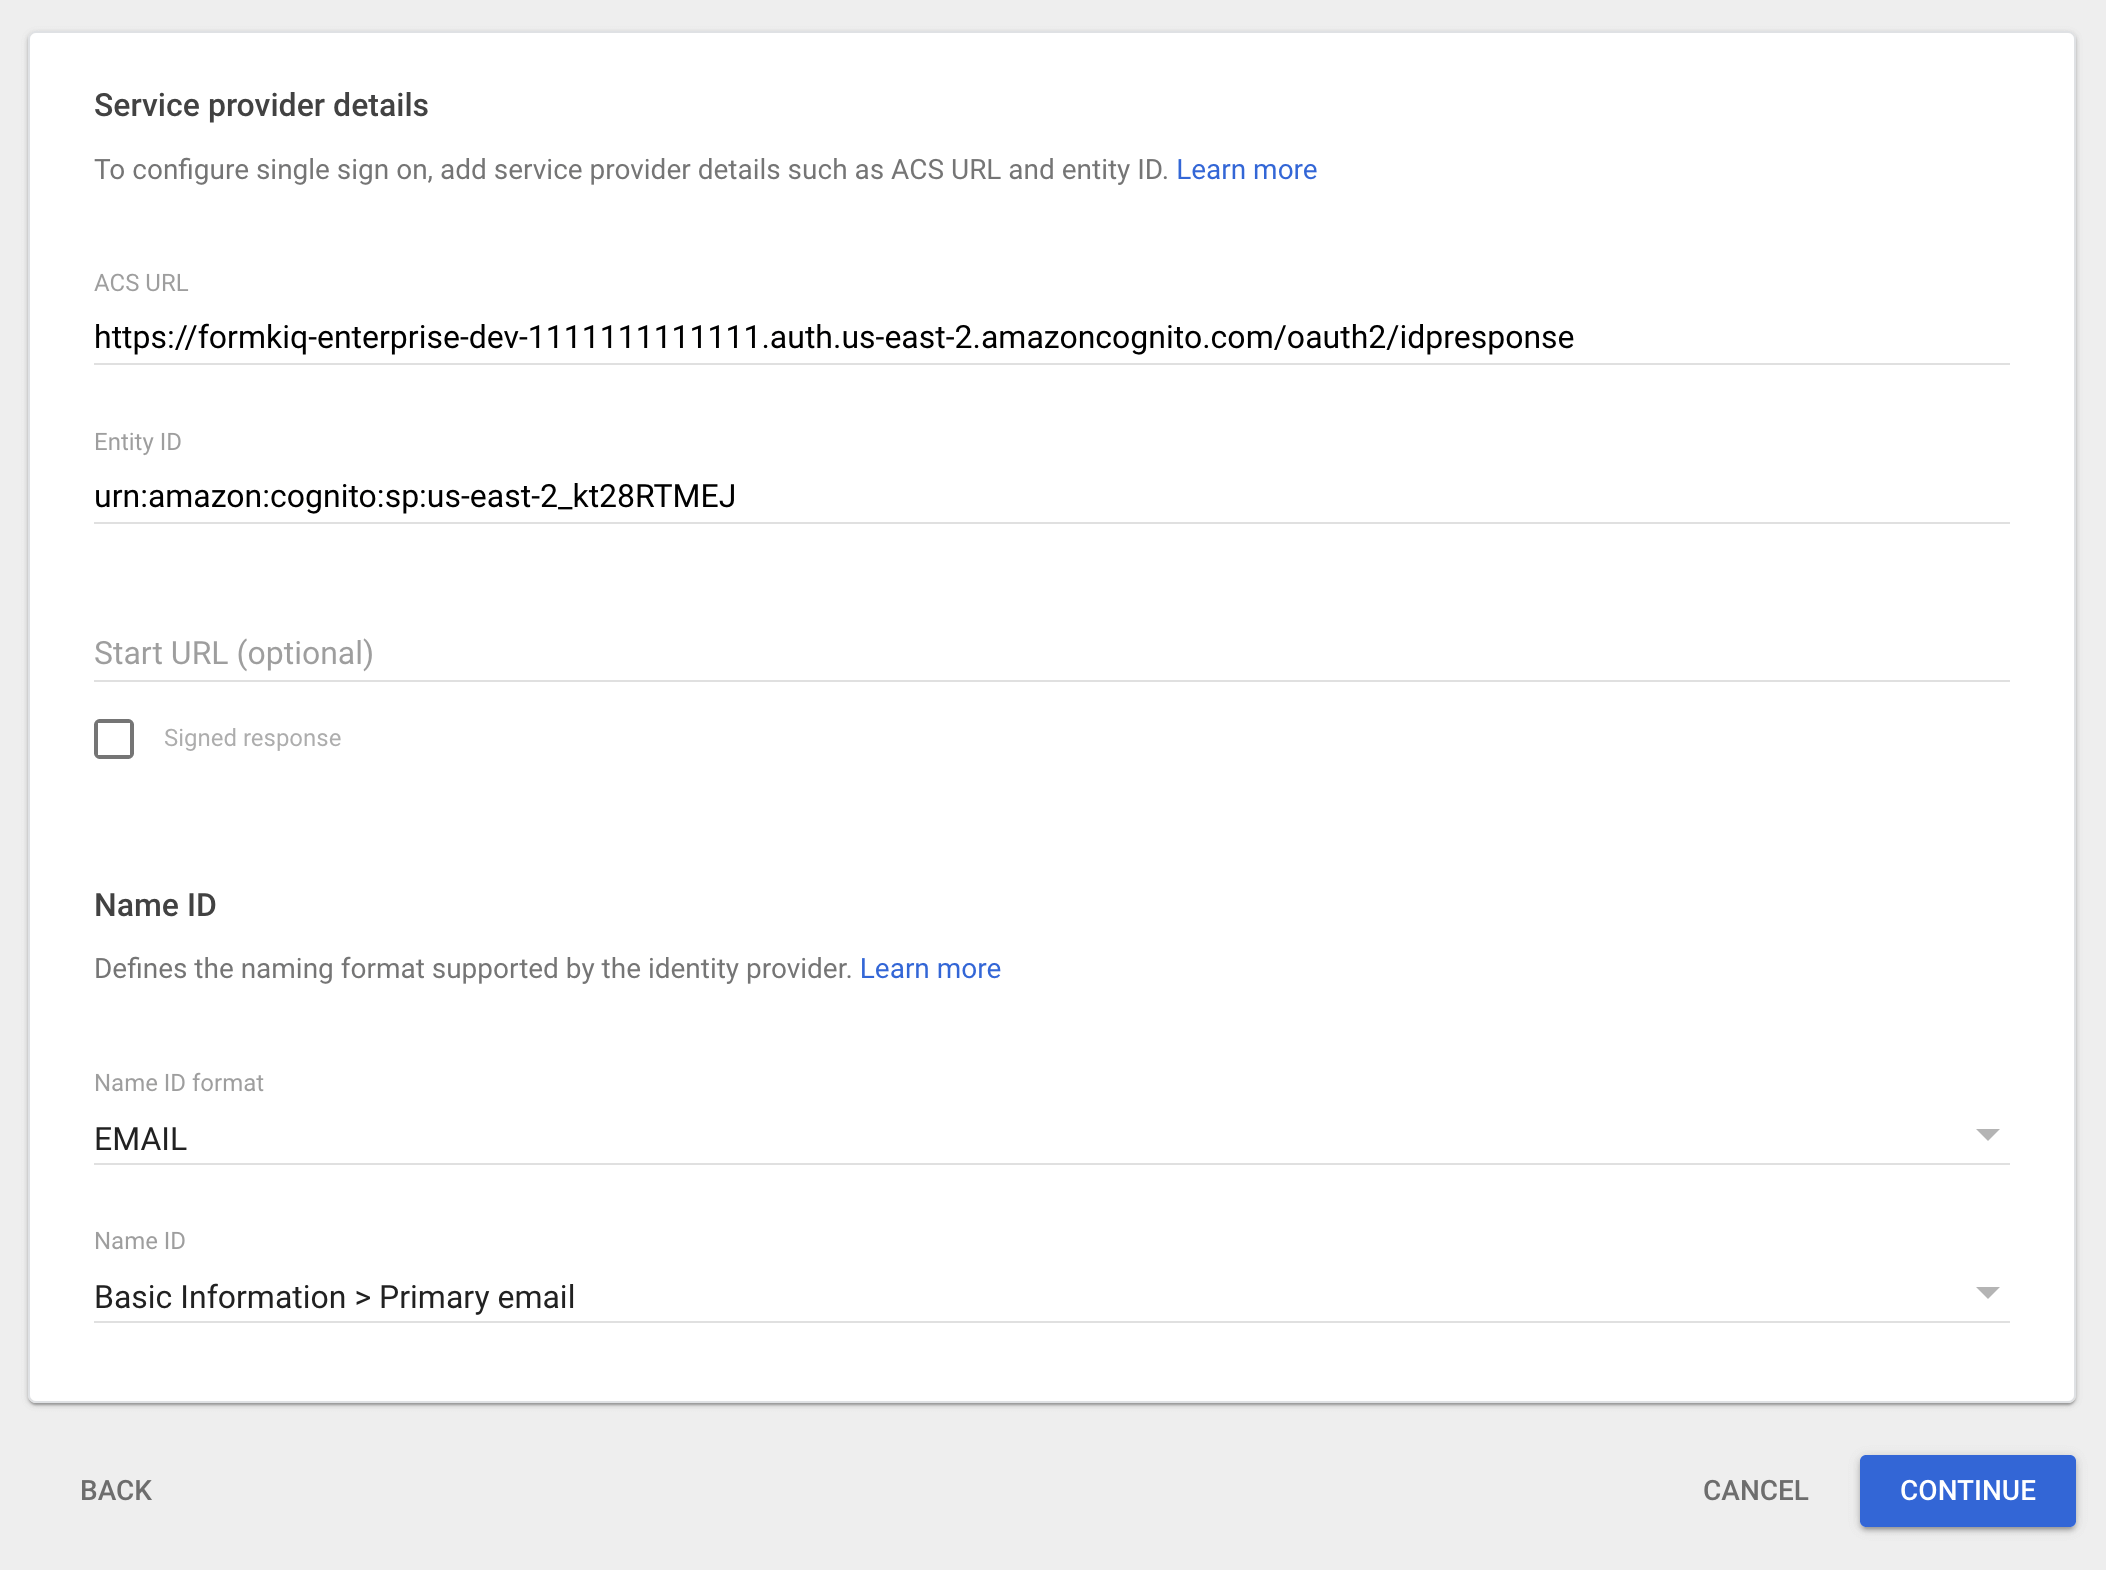 Service provider details
To configure single sign on, add service provider details such as ACS URL and entity ID. Learn more
ACS URL
https://formkiq-enterprise-dev-1111111111111.auth.us-east-2.amazoncognito.com/oauth2/idpresponse
Entity ID
urn:amazon:cognito:sp:us-east-2_kt28RTMEJ
Start URL (optional)
Signed response
Name ID
Defines the naming format supported by the identity provider. Learn more
Name ID format
EMAIL
Name ID
Basic Information > Primary email
BACK
CANCEL
CONTINUE